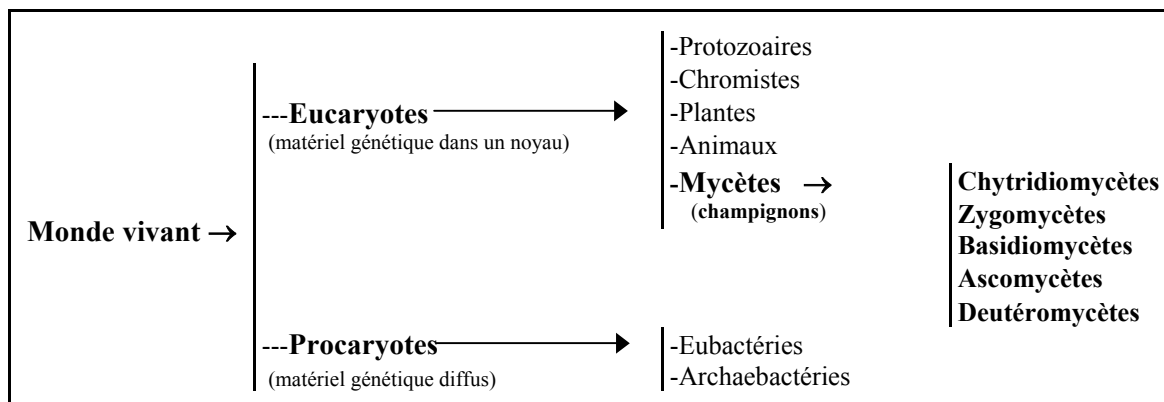 Monde vivant →
---Eucaryotes
(matériel génétique dans un noyau)
-Protozoaires
-Chromistes
-Plantes
-Animaux
-Mycètes →
(champignons)
Chytridiomycètes
Zygomycètes
Basidiomycètes
Ascomycètes
Deutéromycètes
---Procaryotes
(matériel génétique diffus)
-Eubactéries
-Archaebactéries